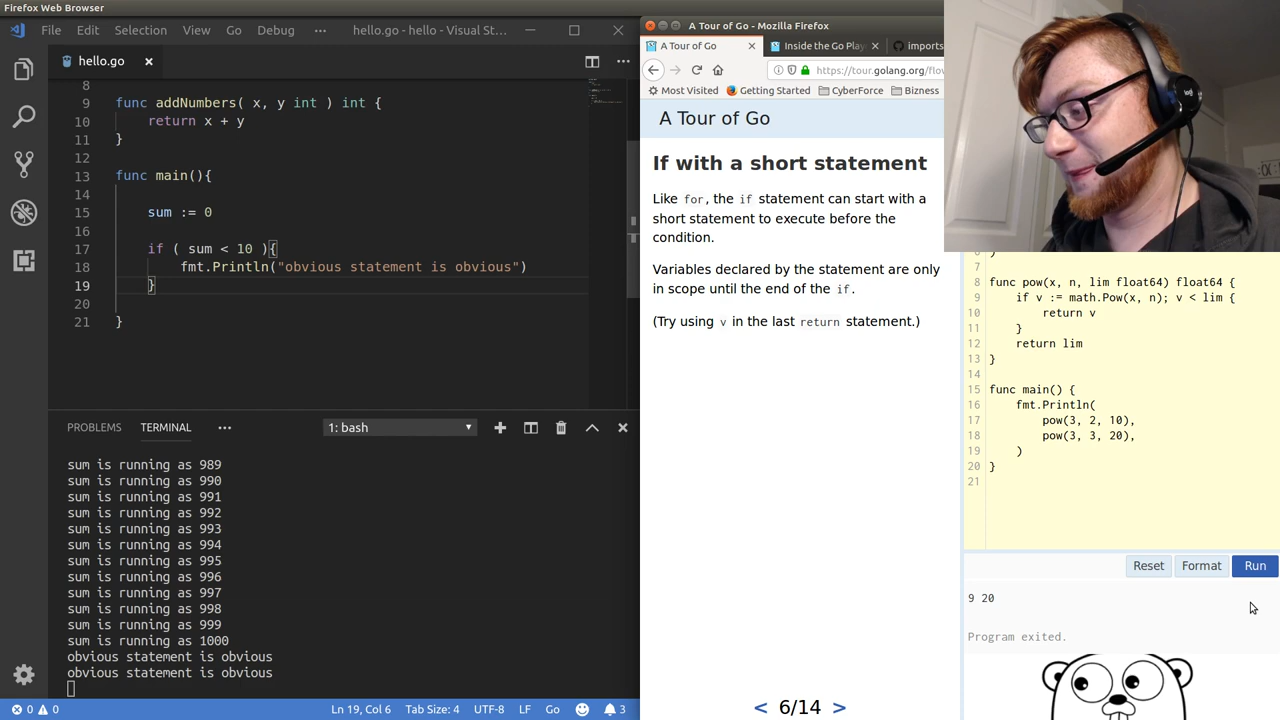 Firefox Web Browser
File Edit Selection View Go Debug ··· hello.go - hello - Visual St...
hello.go
8
9 func addNumbers( x, y int ) int {
10 return x + y
11 }
12
13 func main(){
14
15 sum := 0
16
17 if ( sum < 10 ){
18 fmt.Println("obvious statement is obvious")
19 }
20
21 }
PROBLEMS TERMINAL ··· 1: bash
sum is running as 989
sum is running as 990
sum is running as 991
sum is running as 992
sum is running as 993
sum is running as 994
sum is running as 995
sum is running as 996
sum is running as 997
sum is running as 998
sum is running as 999
sum is running as 1000
obvious statement is obvious
obvious statement is obvious
0 0 Ln 19, Col 6 Tab Size: 4 UTF-8 LF Go 3
A Tour of Go - Mozilla Firefox
A Tour of Go Inside the Go Play imports
https://tour.golang.org/flow
Most Visited Getting Started CyberForce Bizness
A Tour of Go
If with a short statement
Like for, the if statement can start with a
short statement to execute before the
condition.
Variables declared by the statement are only
in scope until the end of the if.
(Try using v in the last return statement.)
< 6/14 >
6 )
7
8 func pow(x, n, lim float64) float64 {
9 if v := math.Pow(x, n); v < lim {
10 return v
11 }
12 return lim
13 }
14
15 func main() {
16 fmt.Println(
17 pow(3, 2, 10),
18 pow(3, 3, 20),
19 )
20 }
21
Reset Format Run
9 20
Program exited.